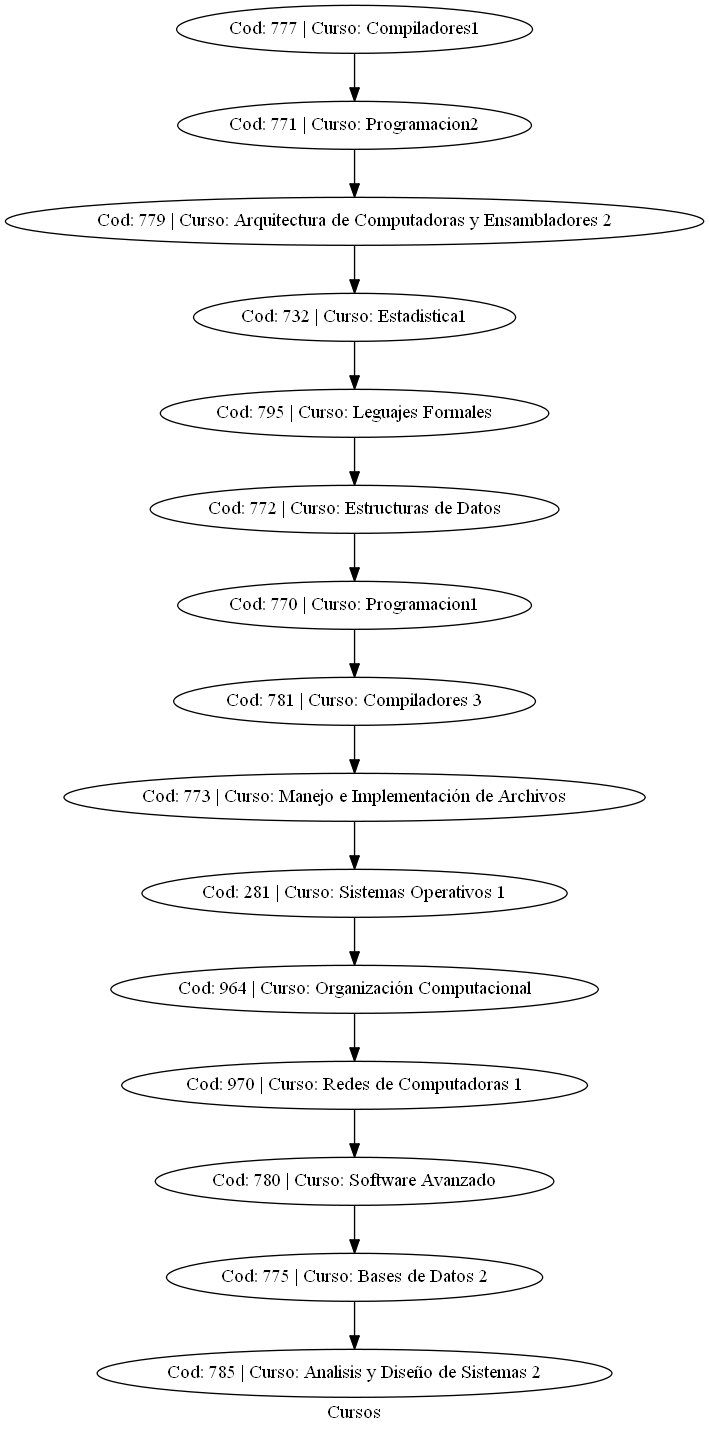 Cod: 777 | Curso: Compiladores1
Cod: 771 | Curso: Programacion2
Cod: 779 | Curso: Arquitectura de Computadoras y Ensambladores 2
Cod: 732 | Curso: Estadistica1
Cod: 795 | Curso: Leguajes Formales
Cod: 772 | Curso: Estructuras de Datos
Cod: 770 | Curso: Programacion1
Cod: 781 | Curso: Compiladores 3
Cod: 773 | Curso: Manejo e Implementación de Archivos
Cod: 281 | Curso: Sistemas Operativos 1
Cod: 964 | Curso: Organización Computacional
Cod: 970 | Curso: Redes de Computadoras 1
Cod: 780 | Curso: Software Avanzado
Cod: 775 | Curso: Bases de Datos 2
Cod: 785 | Curso: Analisis y Diseño de Sistemas 2
Cursos